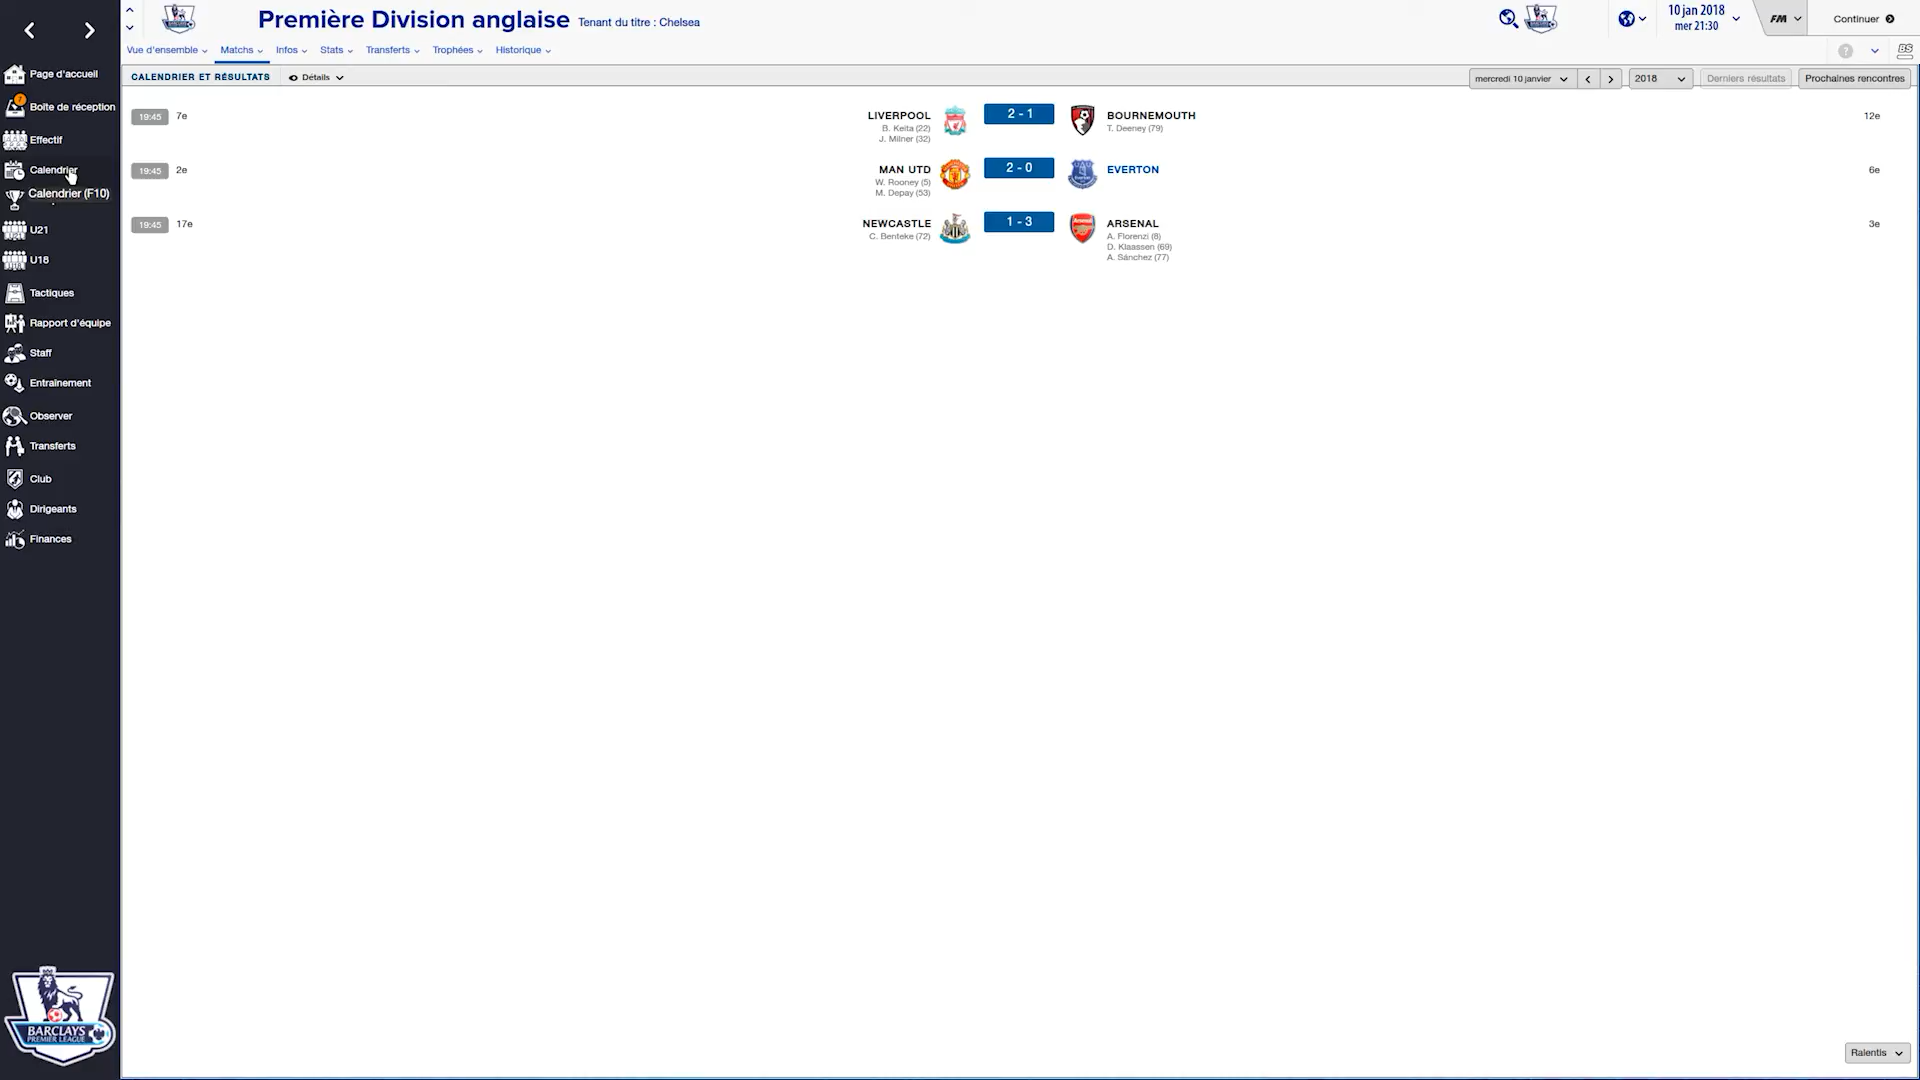 Première Division anglaise Tenant du titre : Chelsea
10 jan 2018
mer 21:30
FM
Continuer
Vue d'ensemble Matchs Infos Stats Transferts Trophées Historique
?
BS
CALENDRIER ET RÉSULTATS Détails
mercredi 10 janvier 2018 Derniers résultats Prochaines rencontres
Page d'accueil
7
Boîte de réception
Effectif
Calendrier
Calendrier (F10)
U21
U18
Tactiques
Rapport d'équipe
Staff
Entraînement
Observer
Transferts
Club
Dirigeants
Finances
19:45 7e LIVERPOOL 2 - 1 BOURNEMOUTH 12e
B. Keita (22) T. Deeney (79)
J. Milner (32)
19:45 2e MAN UTD 2 - 0 EVERTON 6e
W. Rooney (5)
M. Depay (53)
19:45 17e NEWCASTLE 1 - 3 ARSENAL 3e
C. Benteke (72) A. Florenzi (8)
D. Klaassen (69)
A. Sánchez (77)
BARCLAYS
PREMIER LEAGUE
Ralentis